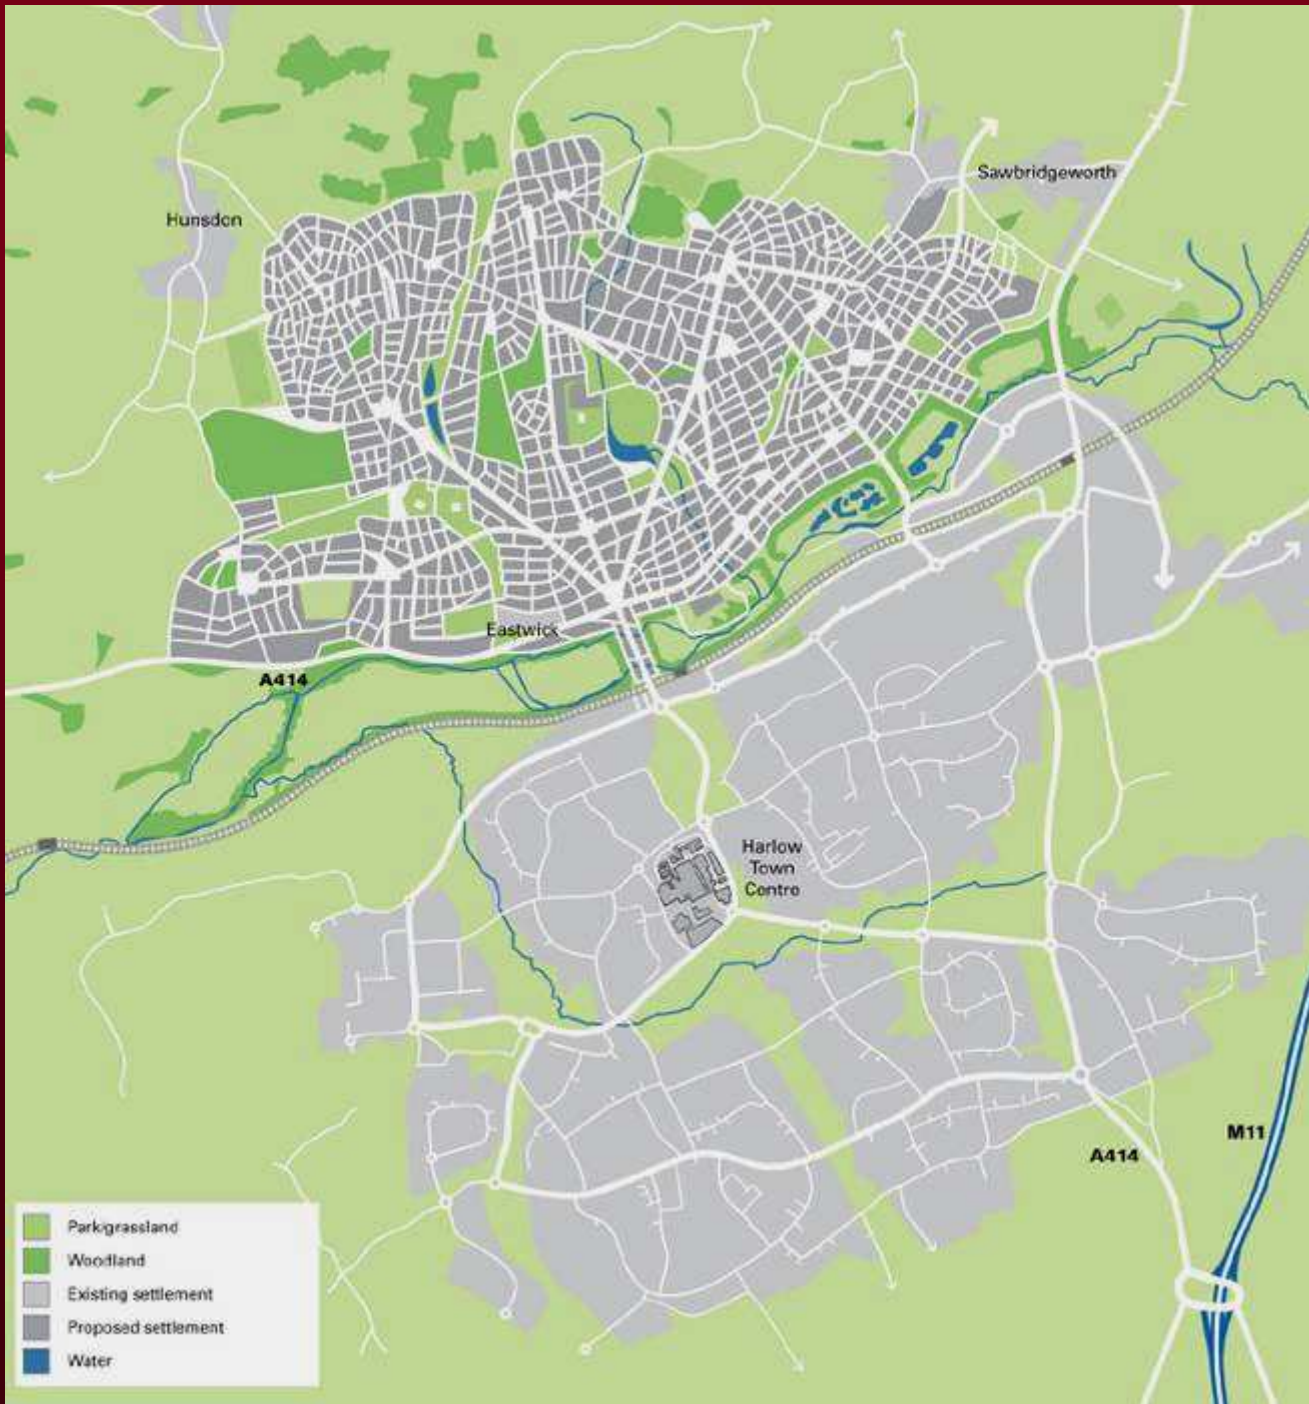 Sawbridgeworth
Hunsdon
Eastwick
A414
Harlow
Town
Centre
M11
A414
Park/grassland
Woodland
Existing settlement
Proposed settlement
Water